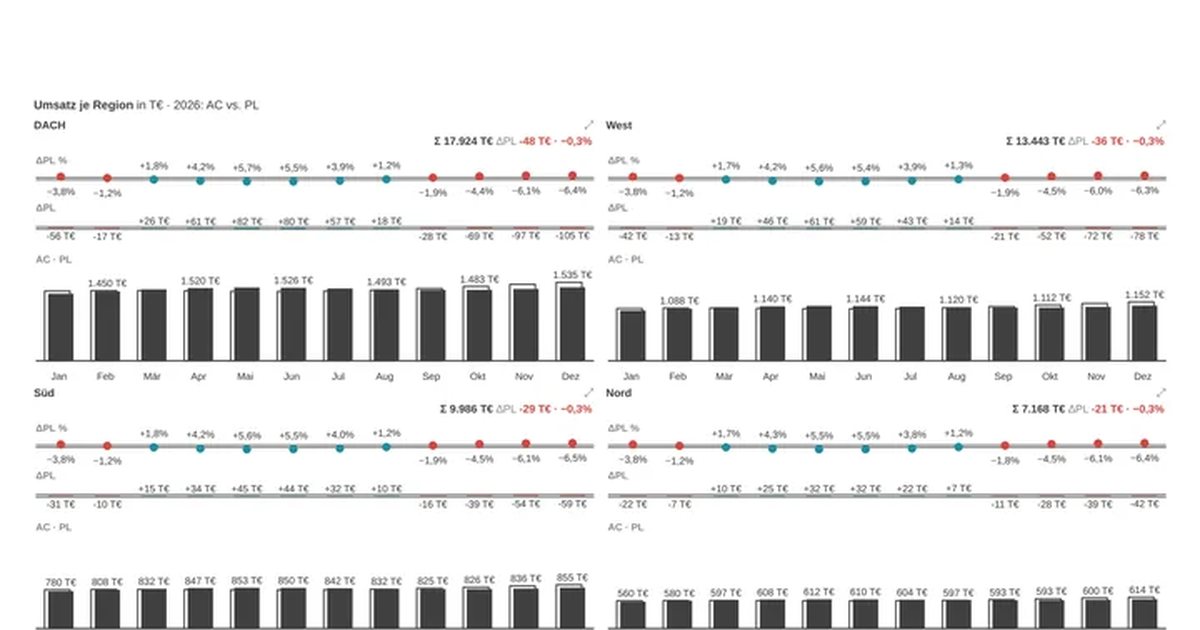 Umsatz je Region in T€ · 2026: AC vs. PL
DACH
Σ 17.924 T€ ΔPL -48 T€ · −0,3%
ΔPL %
+1,8% +4,2% +5,7% +5,5% +3,9% +1,2%
−3,8% −1,2% −1,9% −4,4% −6,1% −6,4%
ΔPL
+26 T€ +61 T€ +82 T€ +80 T€ +57 T€ +18 T€
-56 T€ -17 T€ -28 T€ -69 T€ -97 T€ -105 T€
AC · PL
1.450 T€ 1.520 T€ 1.526 T€ 1.493 T€ 1.483 T€ 1.535 T€
Jan Feb Mär Apr Mai Jun Jul Aug Sep Okt Nov Dez
West
Σ 13.443 T€ ΔPL -36 T€ · −0,3%
ΔPL %
+1,7% +4,2% +5,6% +5,4% +3,9% +1,3%
−3,8% −1,2% −1,9% −4,5% −6,0% −6,3%
ΔPL
+19 T€ +46 T€ +61 T€ +59 T€ +43 T€ +14 T€
-42 T€ -13 T€ -21 T€ -52 T€ -72 T€ -78 T€
AC · PL
1.088 T€ 1.140 T€ 1.144 T€ 1.120 T€ 1.112 T€ 1.152 T€
Jan Feb Mär Apr Mai Jun Jul Aug Sep Okt Nov Dez
Süd
Σ 9.986 T€ ΔPL -29 T€ · −0,3%
ΔPL %
+1,8% +4,2% +5,6% +5,5% +4,0% +1,2%
−3,8% −1,2% −1,9% −4,5% −6,1% −6,5%
ΔPL
+15 T€ +34 T€ +45 T€ +44 T€ +32 T€ +10 T€
-31 T€ -10 T€ -16 T€ -39 T€ -54 T€ -59 T€
AC · PL
780 T€ 808 T€ 832 T€ 847 T€ 853 T€ 850 T€ 842 T€ 832 T€ 825 T€ 826 T€ 836 T€ 855 T€
Nord
Σ 7.168 T€ ΔPL -21 T€ · −0,3%
ΔPL %
+1,7% +4,3% +5,5% +5,5% +3,8% +1,2%
−3,8% −1,2% −1,8% −4,5% −6,1% −6,4%
ΔPL
+10 T€ +25 T€ +32 T€ +32 T€ +22 T€ +7 T€
-22 T€ -7 T€ -11 T€ -28 T€ -39 T€ -42 T€
AC · PL
560 T€ 580 T€ 597 T€ 608 T€ 612 T€ 610 T€ 604 T€ 597 T€ 593 T€ 593 T€ 600 T€ 614 T€